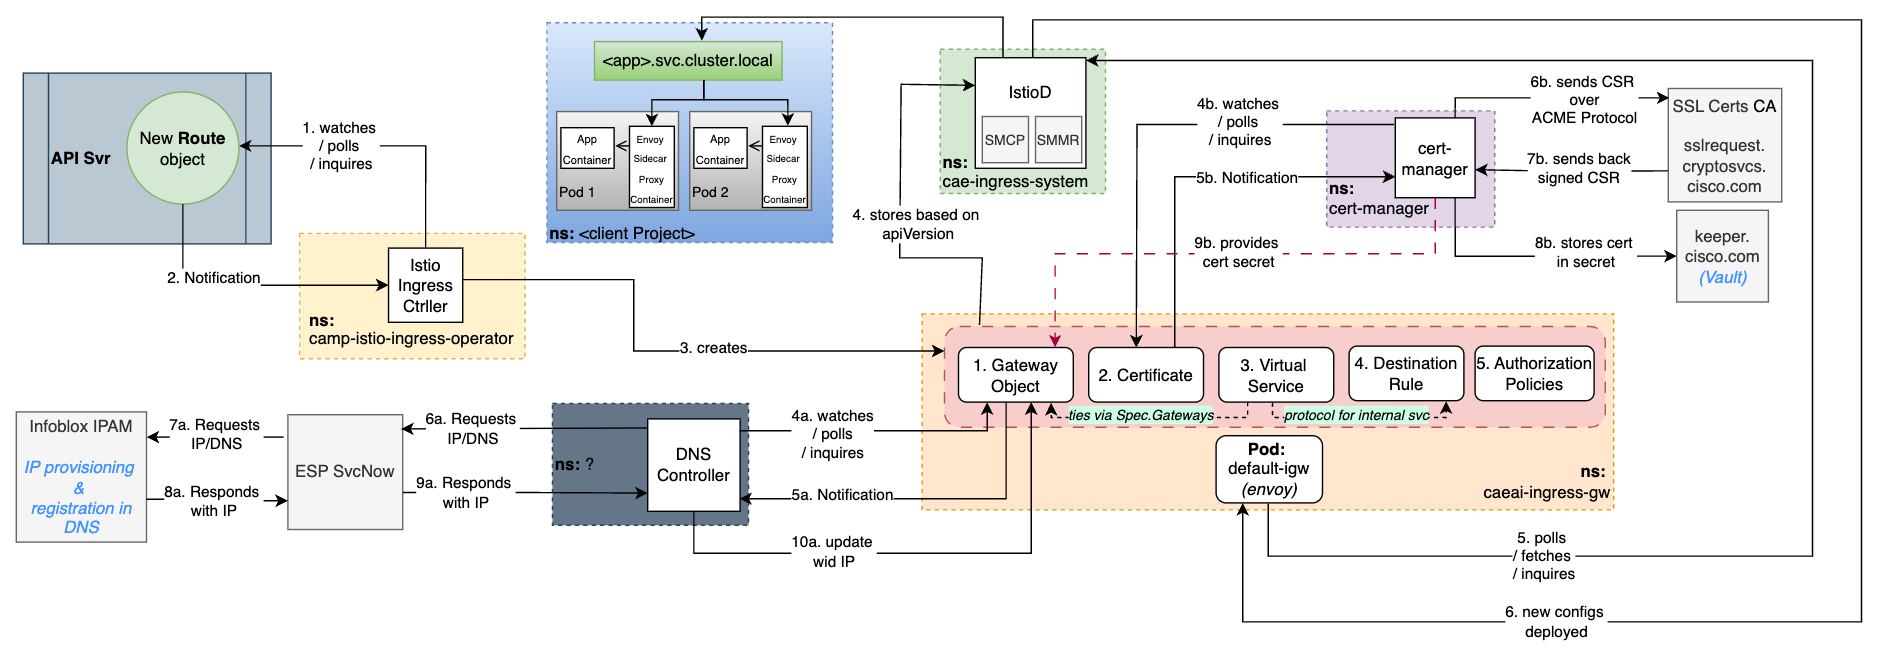 API Svr
New Route
object
1. watches
/ polls
/ inquires
2. Notification
Istio
Ingress
Ctrller
ns:
camp-istio-ingress-operator
<app>.svc.cluster.local
App
Container
Envoy
Sidecar
Proxy
Container
Pod 1
App
Container
Envoy
Sidecar
Proxy
Container
Pod 2
ns: <client Project>
IstioD
SMCP
SMMR
ns:
cae-ingress-system
4. stores based on
apiVersion
4b. watches
/ polls
/ inquires
5b. Notification
cert-
manager
ns:
cert-manager
6b. sends CSR
over
ACME Protocol
7b. sends back
signed CSR
SSL Certs CA
sslrequest.
cryptosvcs.
cisco.com
8b. stores cert
in secret
keeper.
cisco.com
(Vault)
9b. provides
cert secret
3. creates
1. Gateway
Object
2. Certificate
3. Virtual
Service
4. Destination
Rule
5. Authorization
Policies
ties via Spec.Gateways
protocol for internal svc
Pod:
default-igw
(envoy)
ns:
caeai-ingress-gw
Infoblox IPAM
IP provisioning
&
registration in
DNS
7a. Requests
IP/DNS
8a. Responds
with IP
ESP SvcNow
6a. Requests
IP/DNS
9a. Responds
with IP
ns: ?
DNS
Controller
4a. watches
/ polls
/ inquires
5a. Notification
10a. update
wid IP
5. polls
/ fetches
/ inquires
6. new configs
deployed